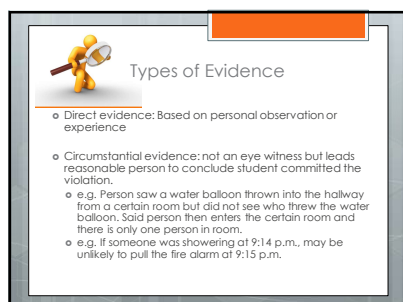 Types of Evidence
Direct evidence: Based on personal observation or
experience
Circumstantial evidence: not an eye witness but leads
reasonable person to conclude student committed the
violation.
e.g. Person saw a water balloon thrown into the hallway
from a certain room but did not see who threw the water
balloon. Said person then enters the certain room and
there is only one person in room.
e.g. If someone was showering at 9:14 p.m., may be
unlikely to pull the fire alarm at 9:15 p.m.